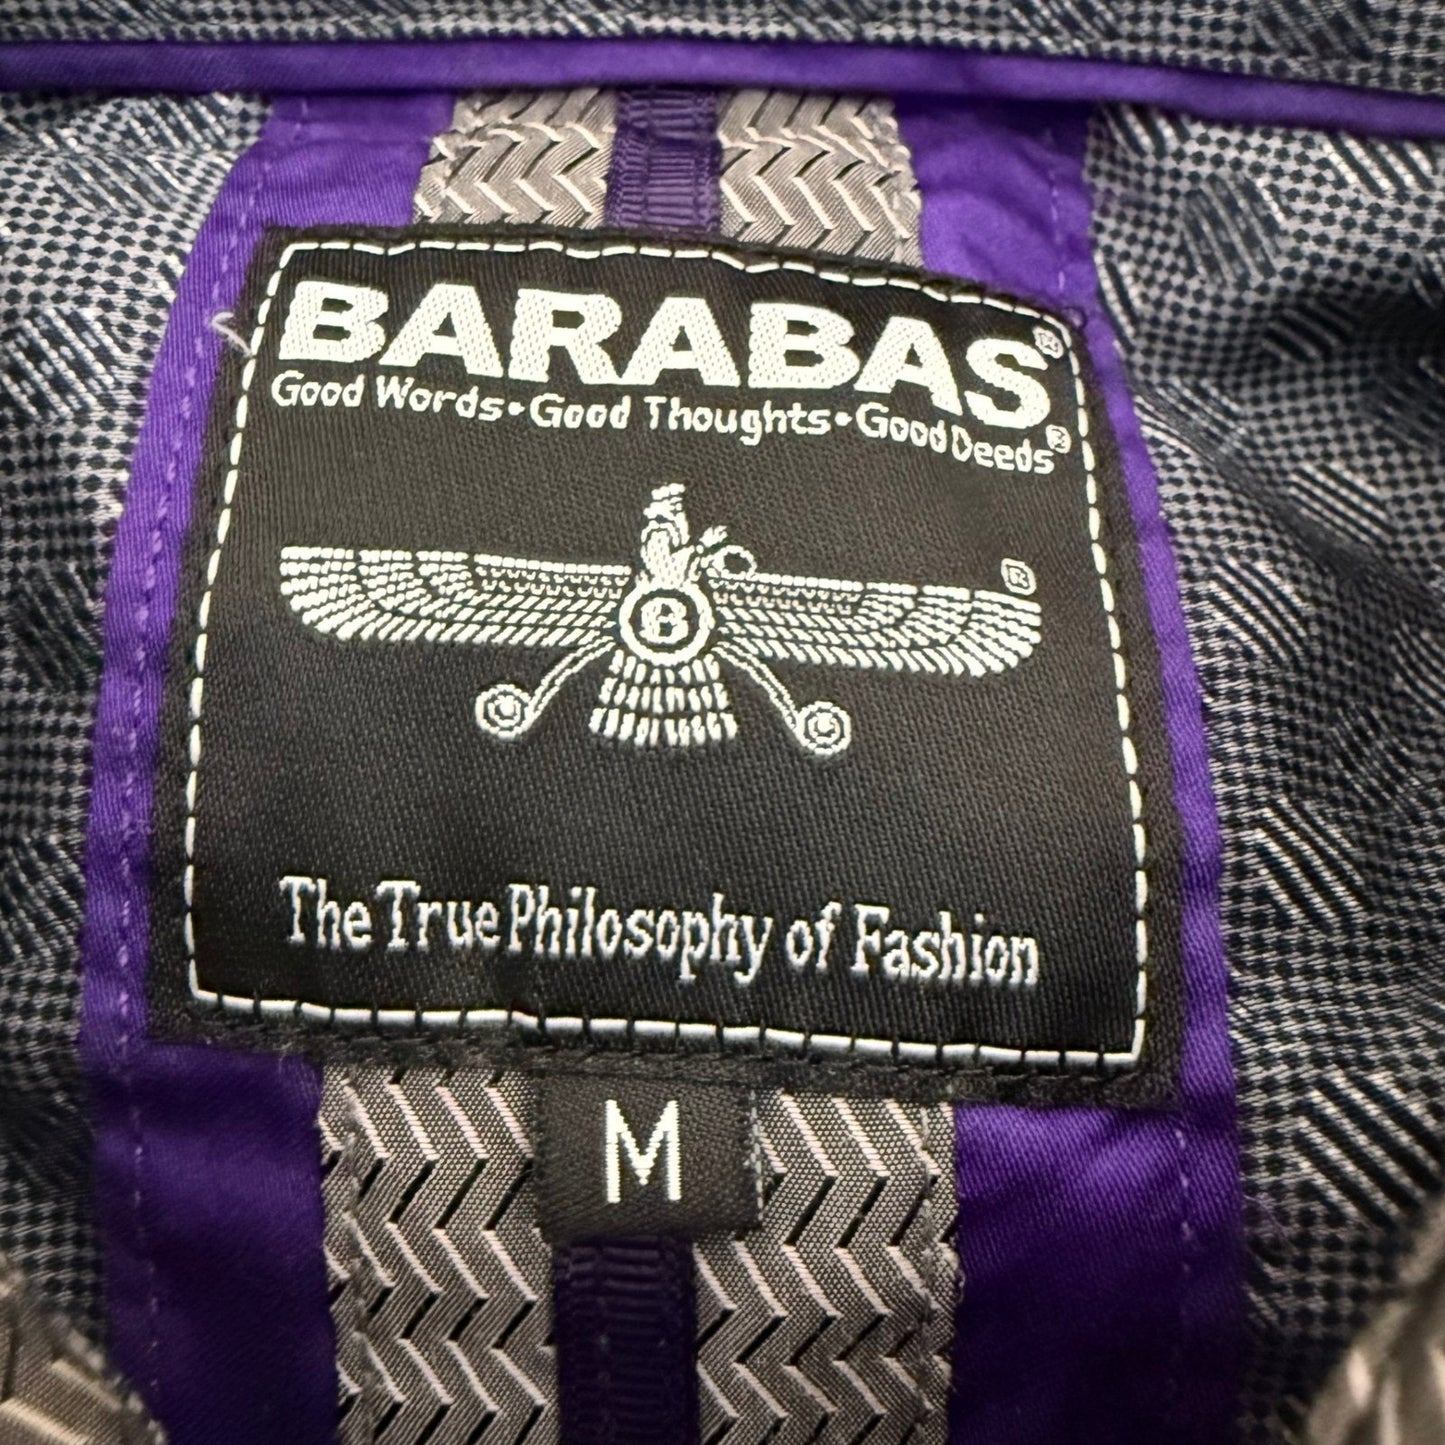 BARABAS®
Good Words • Good Thoughts • Good Deeds®
®
B
The True Philosophy of Fashion
M